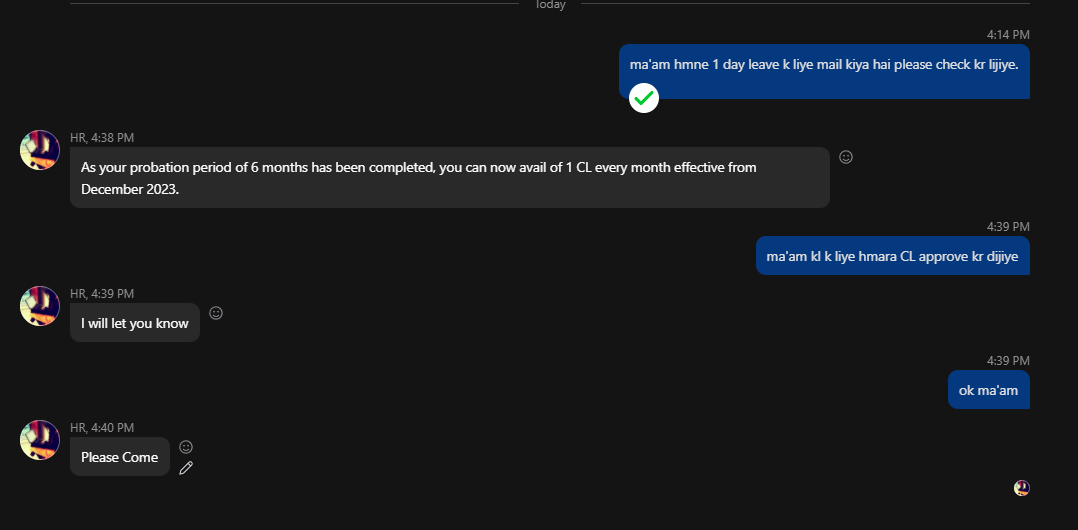 Today
4:14 PM
ma'am hmne 1 day leave k liye mail kiya hai please check kr lijiye.
HR, 4:38 PM
As your probation period of 6 months has been completed, you can now avail of 1 CL every month effective from
December 2023.
4:39 PM
ma'am kl k liye hmara CL approve kr dijiye
HR, 4:39 PM
I will let you know
4:39 PM
ok ma'am
HR, 4:40 PM
Please Come